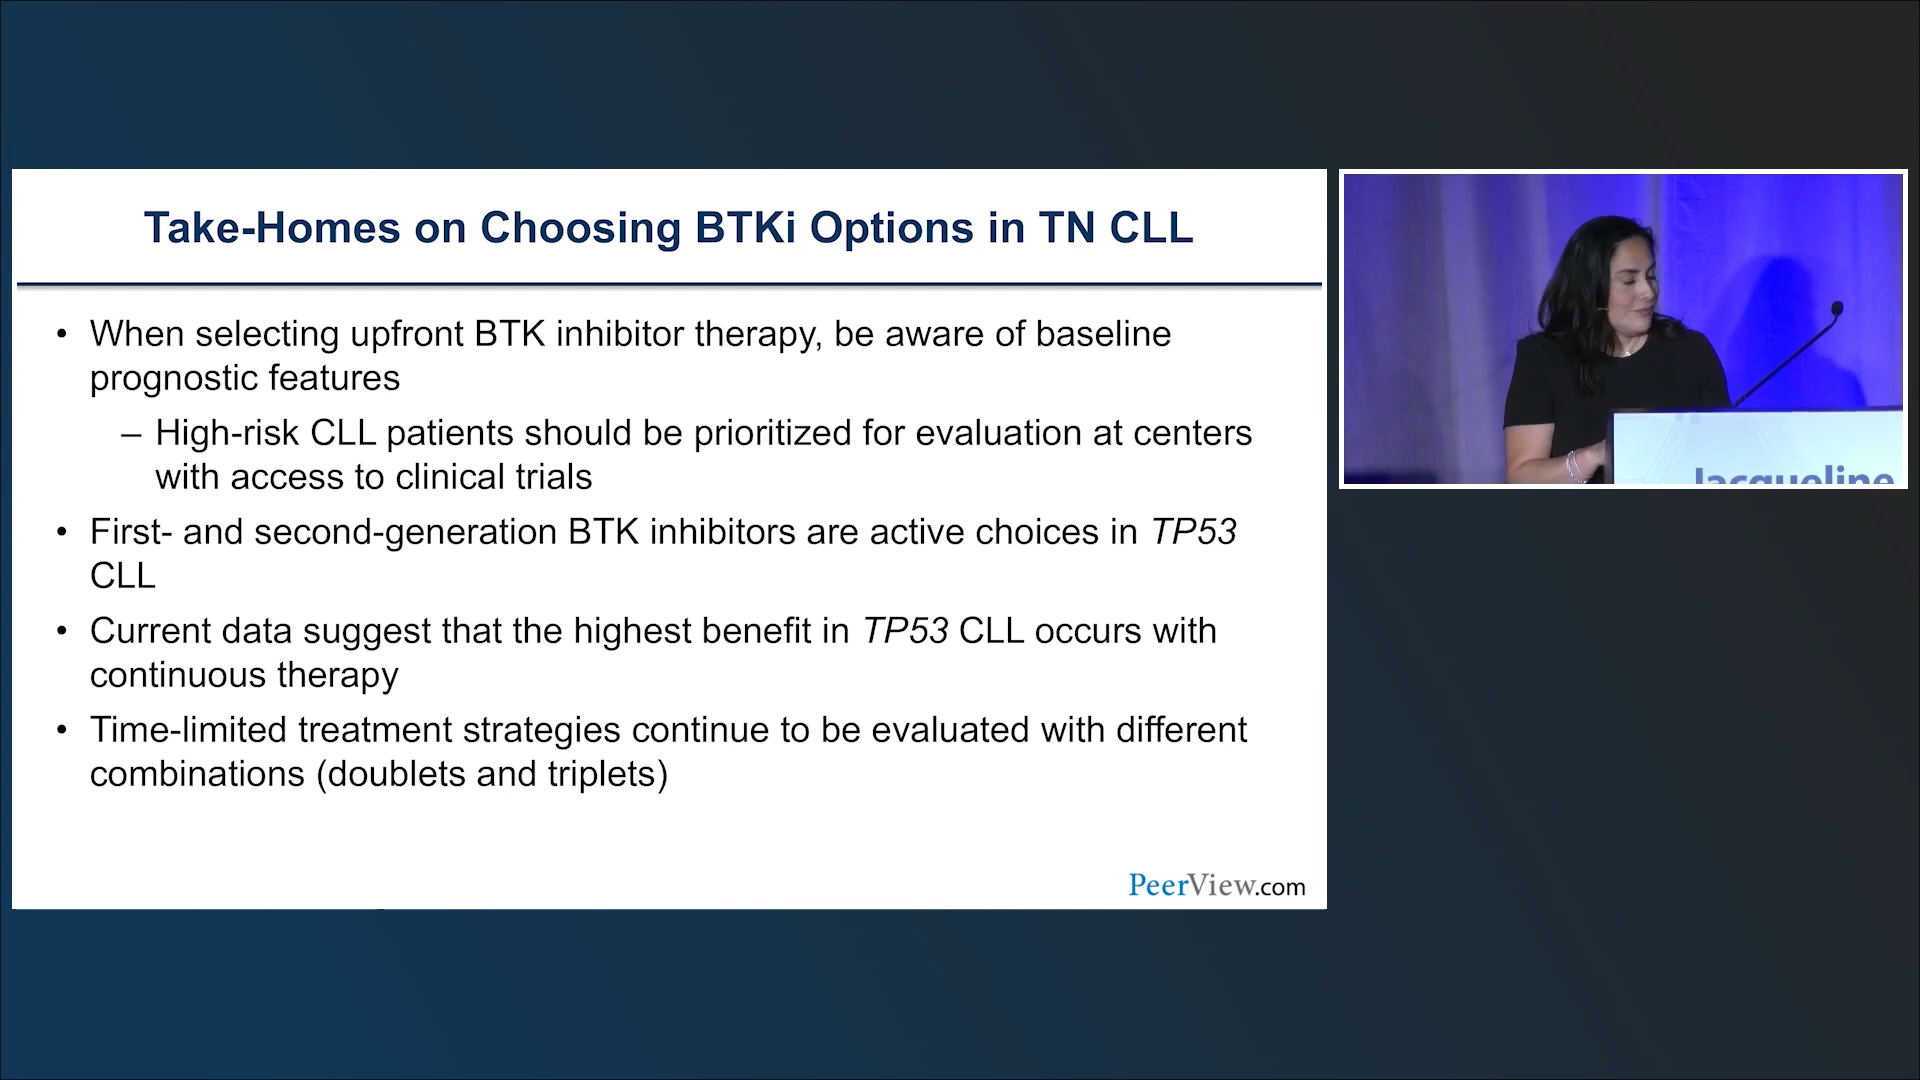 Take-Homes on Choosing BTKi Options in TN CLL
• When selecting upfront BTK inhibitor therapy, be aware of baseline
prognostic features
– High-risk CLL patients should be prioritized for evaluation at centers
with access to clinical trials
• First- and second-generation BTK inhibitors are active choices in TP53
CLL
• Current data suggest that the highest benefit in TP53 CLL occurs with
continuous therapy
• Time-limited treatment strategies continue to be evaluated with different
combinations (doublets and triplets)
PeerView.com
Jacqueline